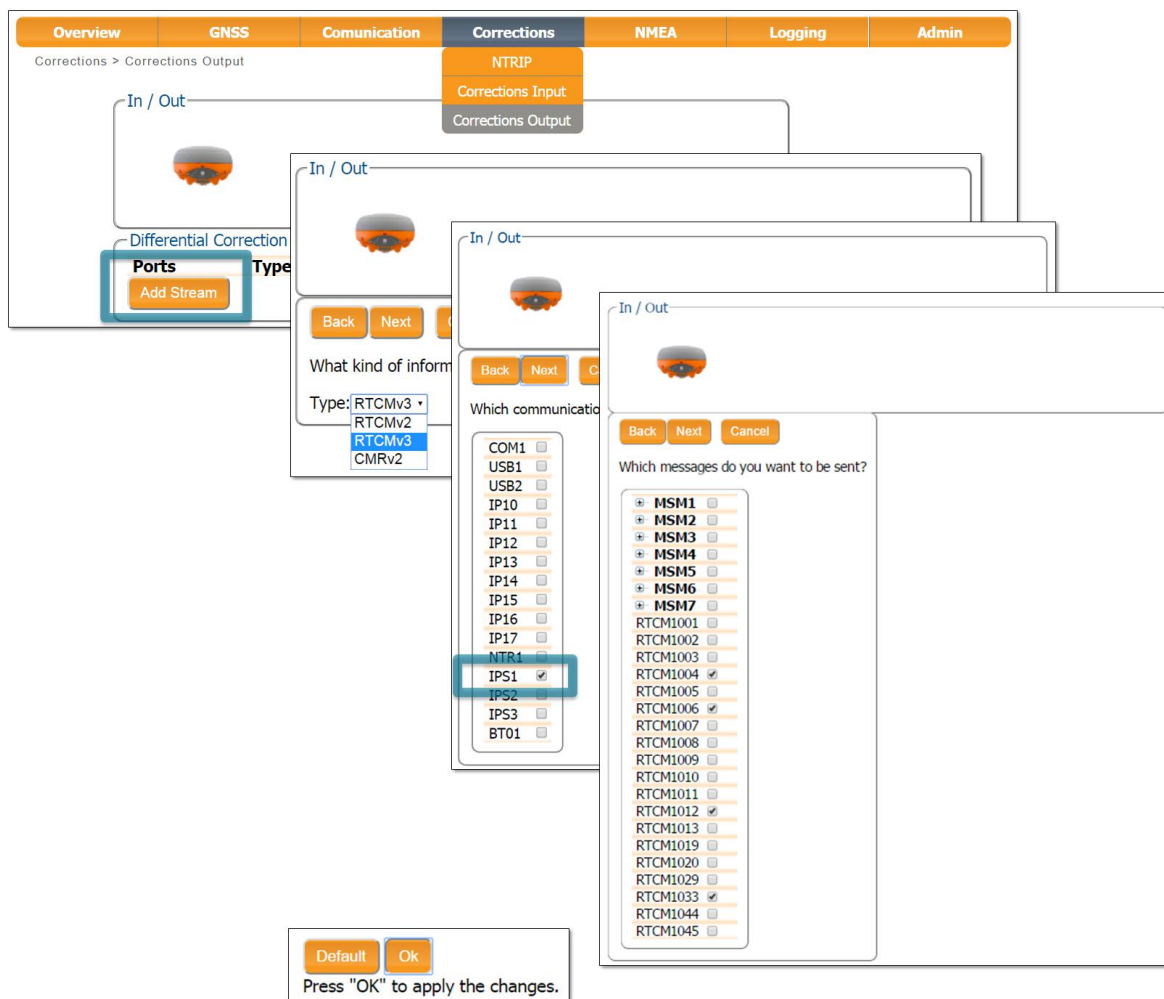 Overview GNSS Comunication Corrections NMEA Logging Admin
Corrections > Corrections Output
NTRIP
Corrections Input
Corrections Output
In / Out
Differential Correction
Ports Type
Add Stream
In / Out
Back Next
What kind of inform
Type: RTCMv3
RTCMv2
RTCMv3
CMRv2
In / Out
Back Next C
Which communicatio
COM1
USB1
USB2
IP10
IP11
IP12
IP13
IP14
IP15
IP16
IP17
NTR1
IPS1
IPS2
IPS3
BT01
In / Out
Back Next Cancel
Which messages do you want to be sent?
MSM1
MSM2
MSM3
MSM4
MSM5
MSM6
MSM7
RTCM1001
RTCM1002
RTCM1003
RTCM1004
RTCM1005
RTCM1006
RTCM1007
RTCM1008
RTCM1009
RTCM1010
RTCM1011
RTCM1012
RTCM1013
RTCM1019
RTCM1020
RTCM1029
RTCM1033
RTCM1044
RTCM1045
Default Ok
Press "OK" to apply the changes.